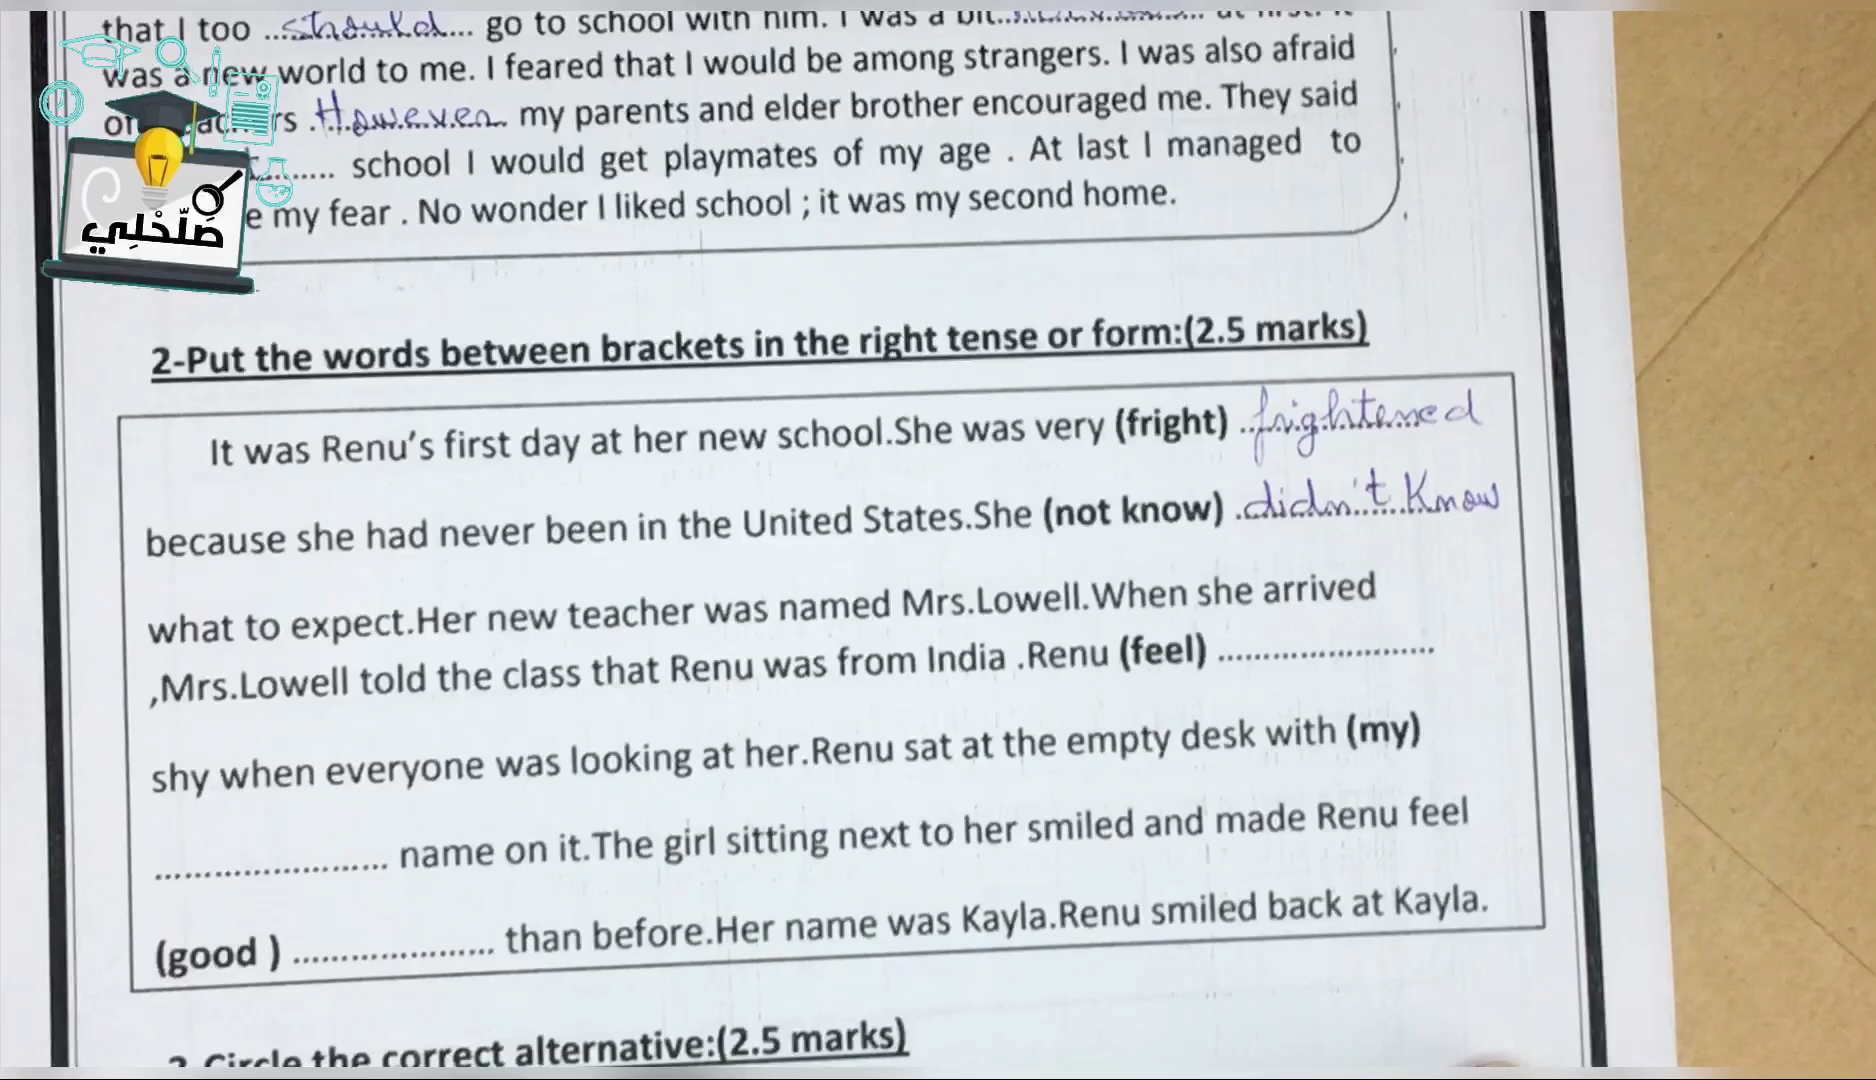 that I too ...should... go to school with him. I was a bit
was a new world to me. I feared that I would be among strangers. I was also afraid
.However my parents and elder brother encouraged me. They said
school I would get playmates of my age . At last I managed to
my fear . No wonder I liked school ; it was my second home.
صَلّحْلِي
2-Put the words between brackets in the right tense or form:(2.5 marks)
It was Renu's first day at her new school.She was very (fright) ..frightened
because she had never been in the United States.She (not know) .didn't Know
what to expect.Her new teacher was named Mrs.Lowell.When she arrived
,Mrs.Lowell told the class that Renu was from India .Renu (feel) ........................
shy when everyone was looking at her.Renu sat at the empty desk with (my)
........................ name on it.The girl sitting next to her smiled and made Renu feel
(good ) ..................... than before.Her name was Kayla.Renu smiled back at Kayla.
Circle the correct alternative:(2.5 marks)